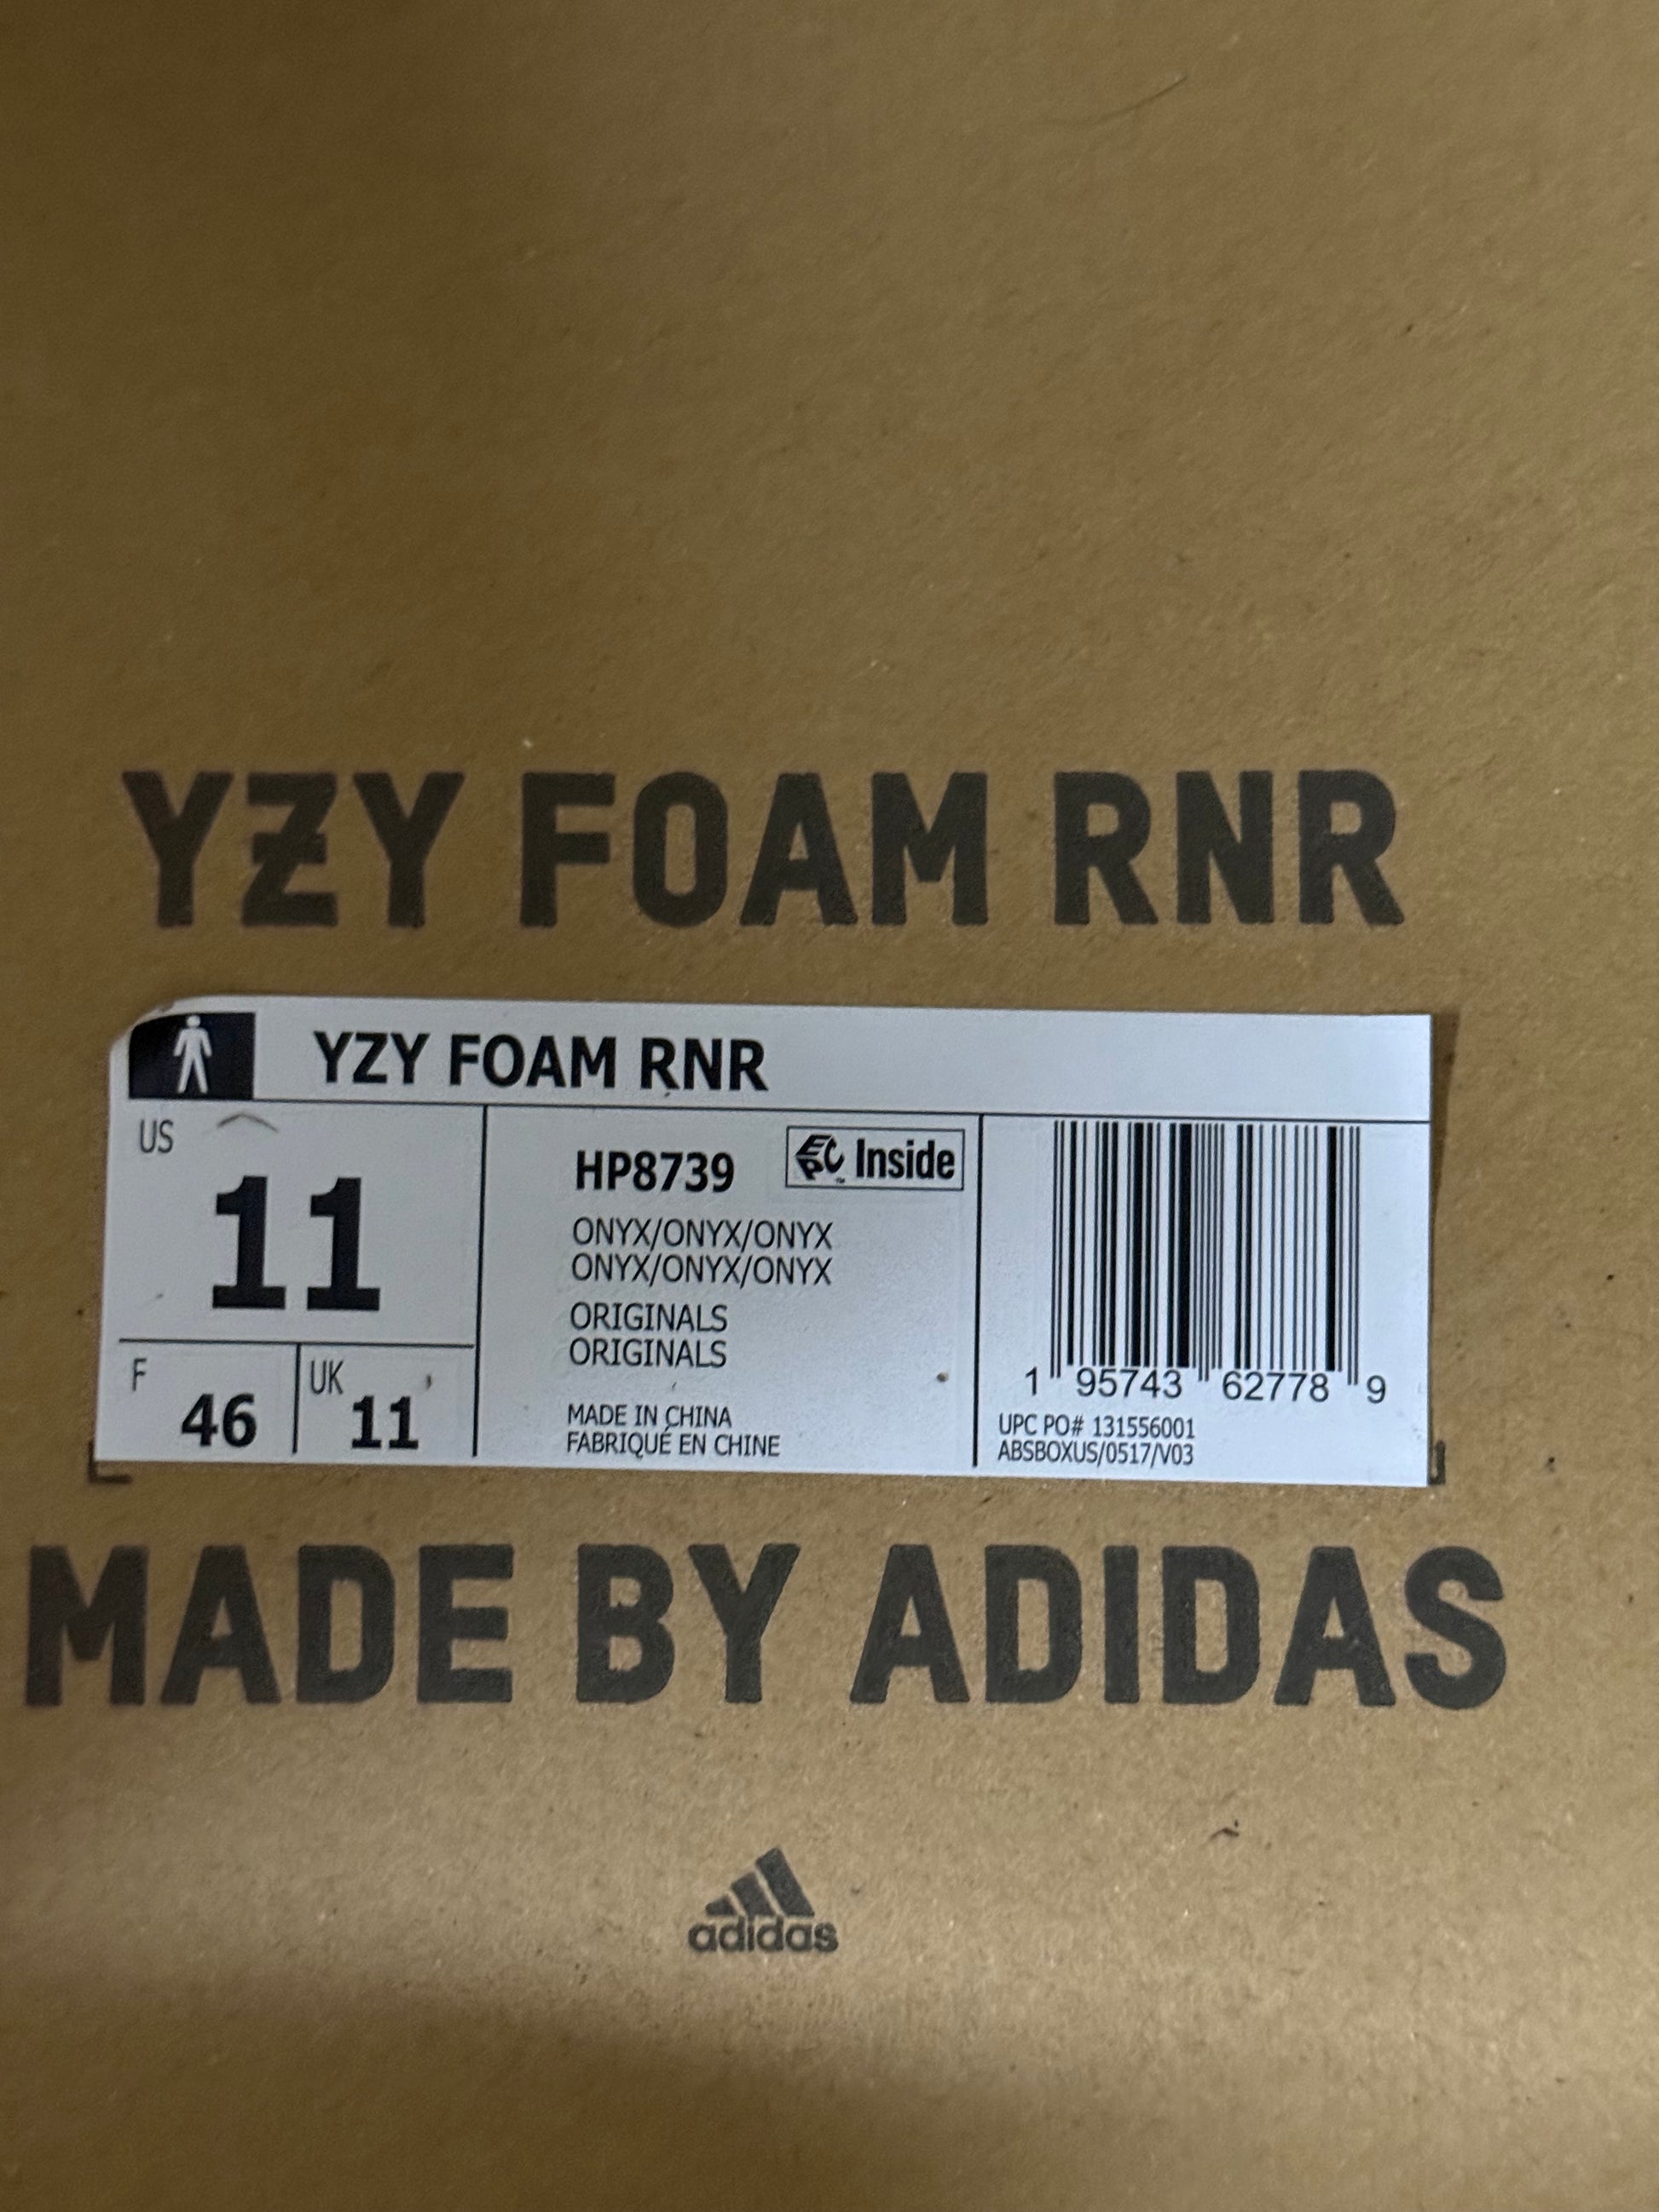 YZY FOAM RNR
YZY FOAM RNR
US
11
F
46
UK
11
HP8739
EPC Inside
ONYX/ONYX/ONYX
ONYX/ONYX/ONYX
ORIGINALS
ORIGINALS
MADE IN CHINA
FABRIQUÉ EN CHINE
1 95743 62778 9
UPC PO# 131556001
ABSBOXUS/0517/V03
MADE BY ADIDAS
adidas